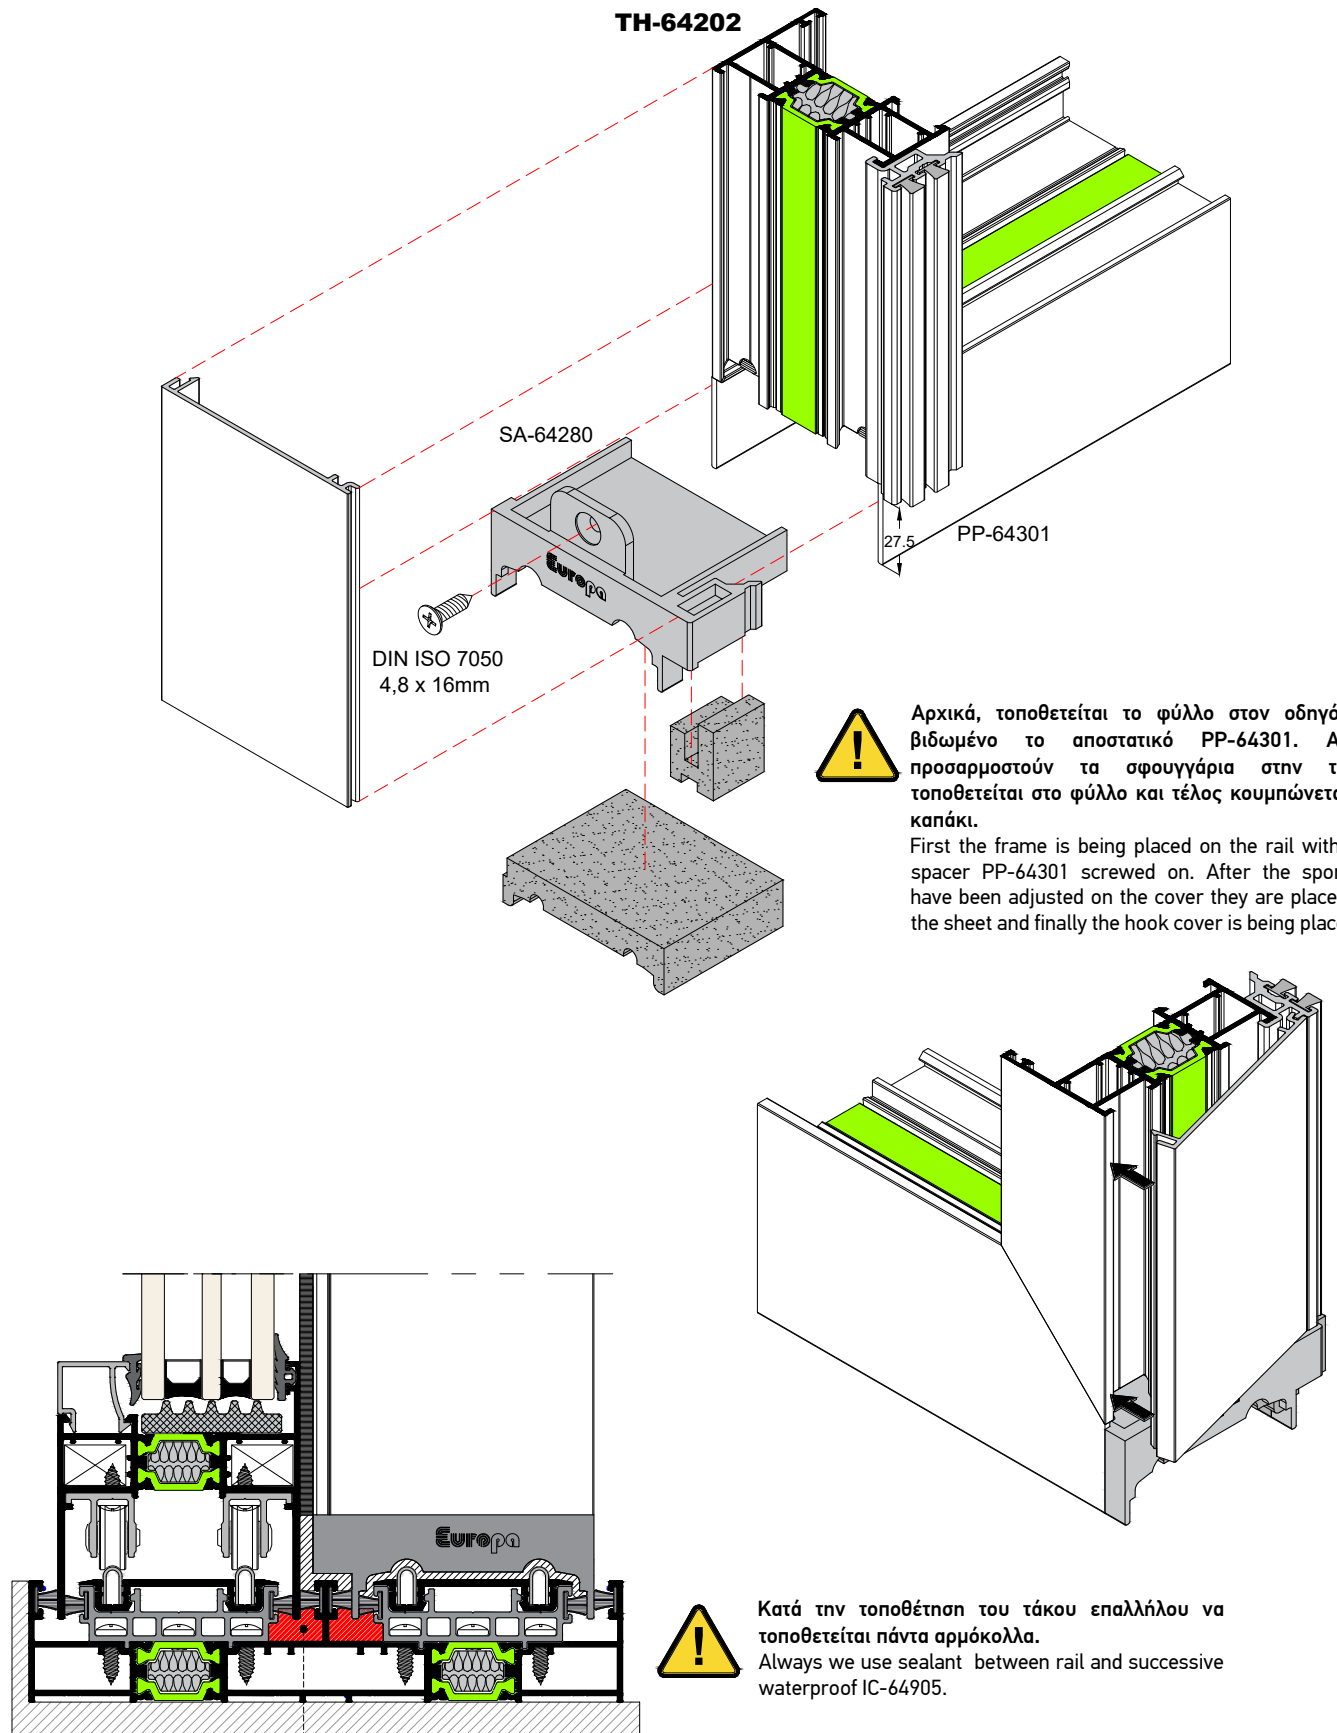 TH-64202
SA-64280
Europa
27.5
PP-64301
DIN ISO 7050
4,8 x 16mm
Αρχικά, τοποθετείται το φύλλο στον οδηγό
βιδωμένο το αποστατικό PP-64301.
προσαρμοστούν τα σφουγγάρια στην
τοποθετείται στο φύλλο και τέλος
καπάκι.
First the frame is being placed on the rail with
spacer PP-64301 screwed on. After the
have been adjusted on the cover they are
the sheet and finally the hook cover is being
Europa
Κατά την τοποθέτηση του τάκου επαλλήλου να
τοποθετείται πάντα αρμόκολλα.
Always we use sealant between rail and successive
waterproof IC-64905.